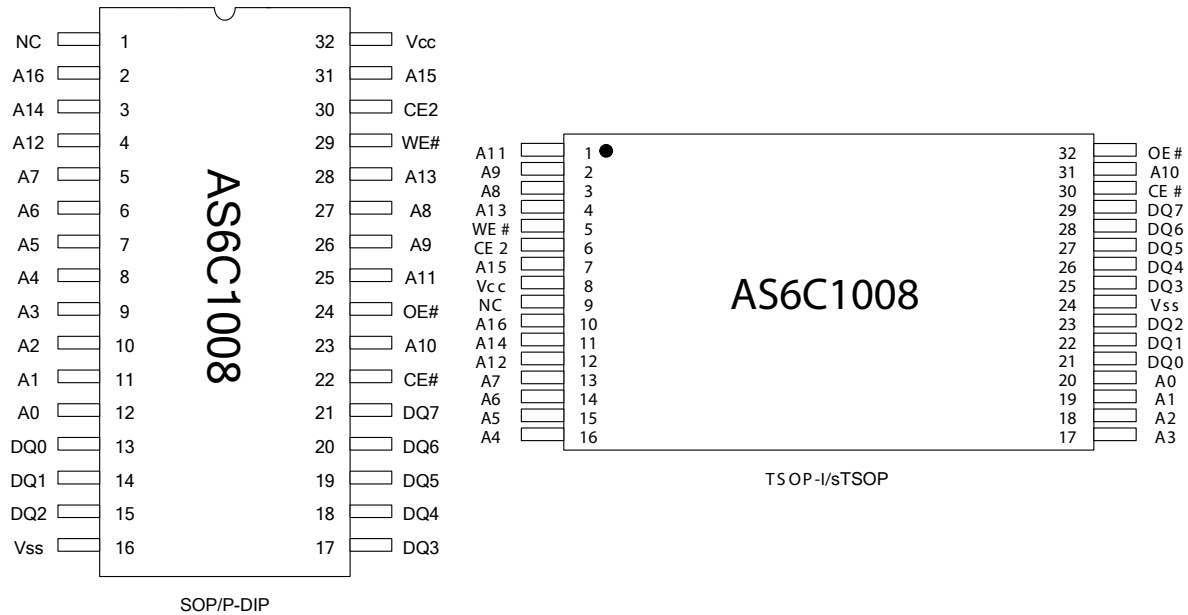 NC 1 32 Vcc
A16 2 31 A15
A14 3 30 CE2
A12 4 29 WE#
A7 5 28 A13
A6 6 27 A8
A5 7 26 A9
A4 8 25 A11
A3 9 24 OE#
A2 10 23 A10
A1 11 22 CE#
A0 12 21 DQ7
DQ0 13 20 DQ6
DQ1 14 19 DQ5
DQ2 15 18 DQ4
Vss 16 17 DQ3
AS6C1008
SOP/P-DIP
A11 1 32 OE#
A9 2 31 A10
A8 3 30 CE#
A13 4 29 DQ7
WE# 5 28 DQ6
CE2 6 27 DQ5
A15 7 26 DQ4
Vcc 8 25 DQ3
NC 9 24 Vss
A16 10 23 DQ2
A14 11 22 DQ1
A12 12 21 DQ0
A7 13 20 A0
A6 14 19 A1
A5 15 18 A2
A4 16 17 A3
AS6C1008
TSOP-I/sTSOP